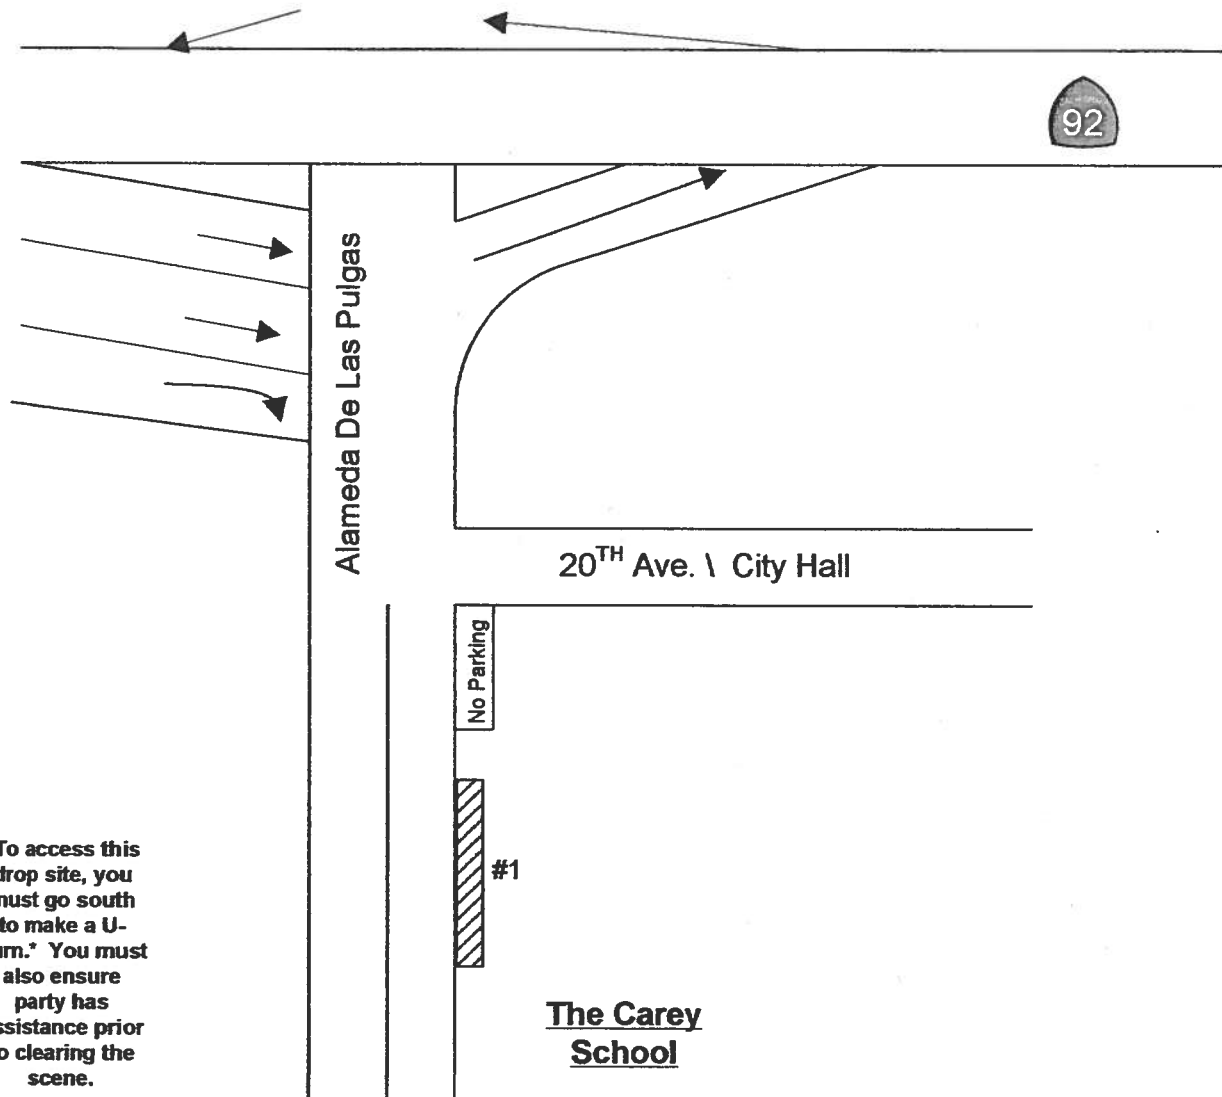 92
Alameda De Las Pulgas
20TH Ave. \ City Hall
No Parking
#1
To access this
drop site, you
must go south
to make a U-
urn.* You must
also ensure
party has
ssistance prior
o clearing the
scene.
The Carey
School